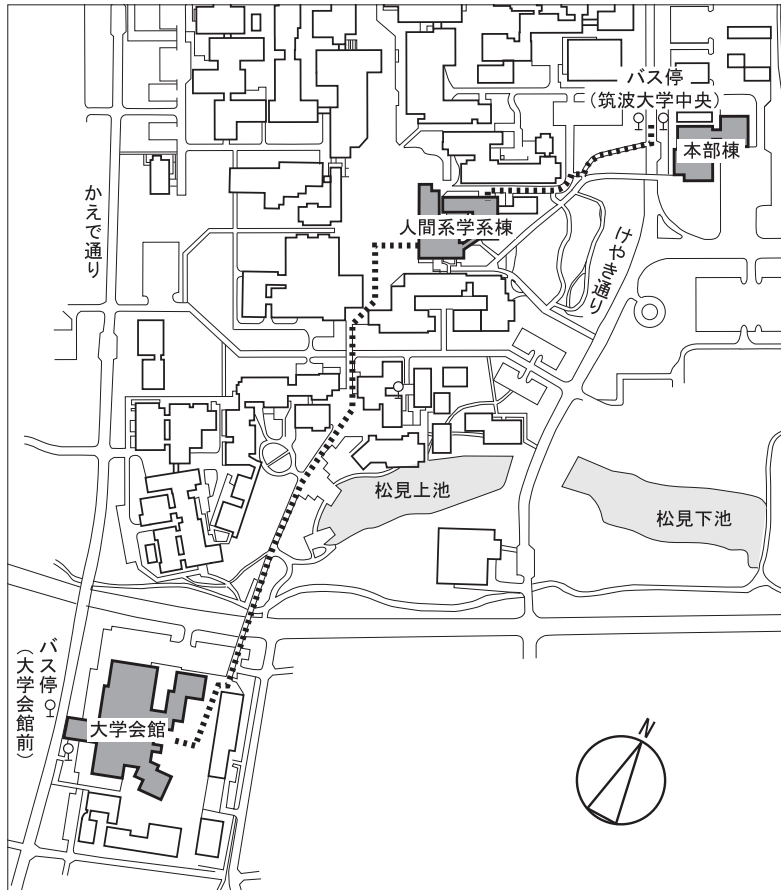 バス停
(筑波大学中央)
本部棟
人間系学系棟
かえで通り
けやき通り
松見上池
松見下池
バス停
(大学会館前)
大学会館
N